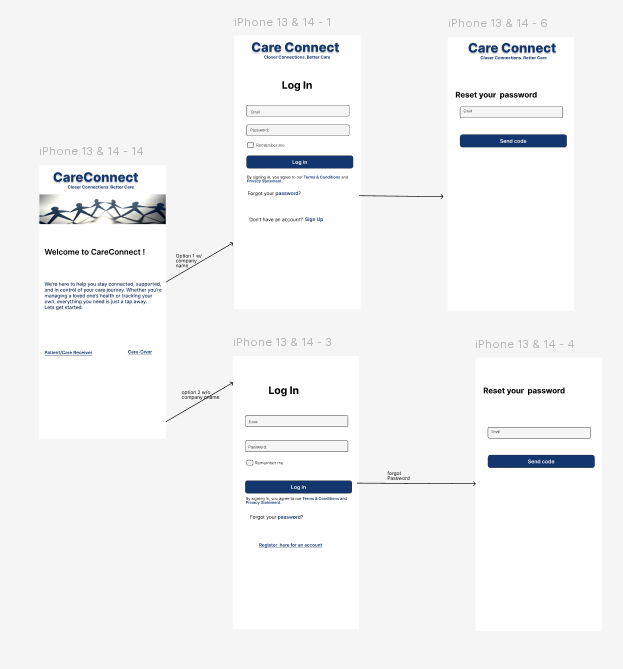 iPhone 13 & 14 - 14
CareConnect
Closer Connections. Better Care
Welcome to CareConnect !
We're here to help you stay connected, supported,
and in control of your care journey. Whether you're
managing a loved one's health or tracking your
own, everything you need is just a tap away.
Lets get started.
Patient/Care Receiver
Care-Giver
Option 1 w/
company
name
iPhone 13 & 14 - 1
Care Connect
Closer Connections. Better Care
Log In
Email
Password:
Remember me
Log In
By signing in, you agree to our Terms & Conditions and
Privacy Statement.
Forgot your password?
Don't have an account? Sign Up
iPhone 13 & 14 - 6
Care Connect
Closer Connections. Better Care
Reset your password
Email
Send code
option 2 w/o
company name
iPhone 13 & 14 - 3
Log In
Email
Password:
Remember me
Log in
By signing in, you agree to our Terms & Conditions and
Privacy Statement.
Forgot your password?
Register here for an account
forgot
Password
iPhone 13 & 14 - 4
Reset your password
Email
Send code